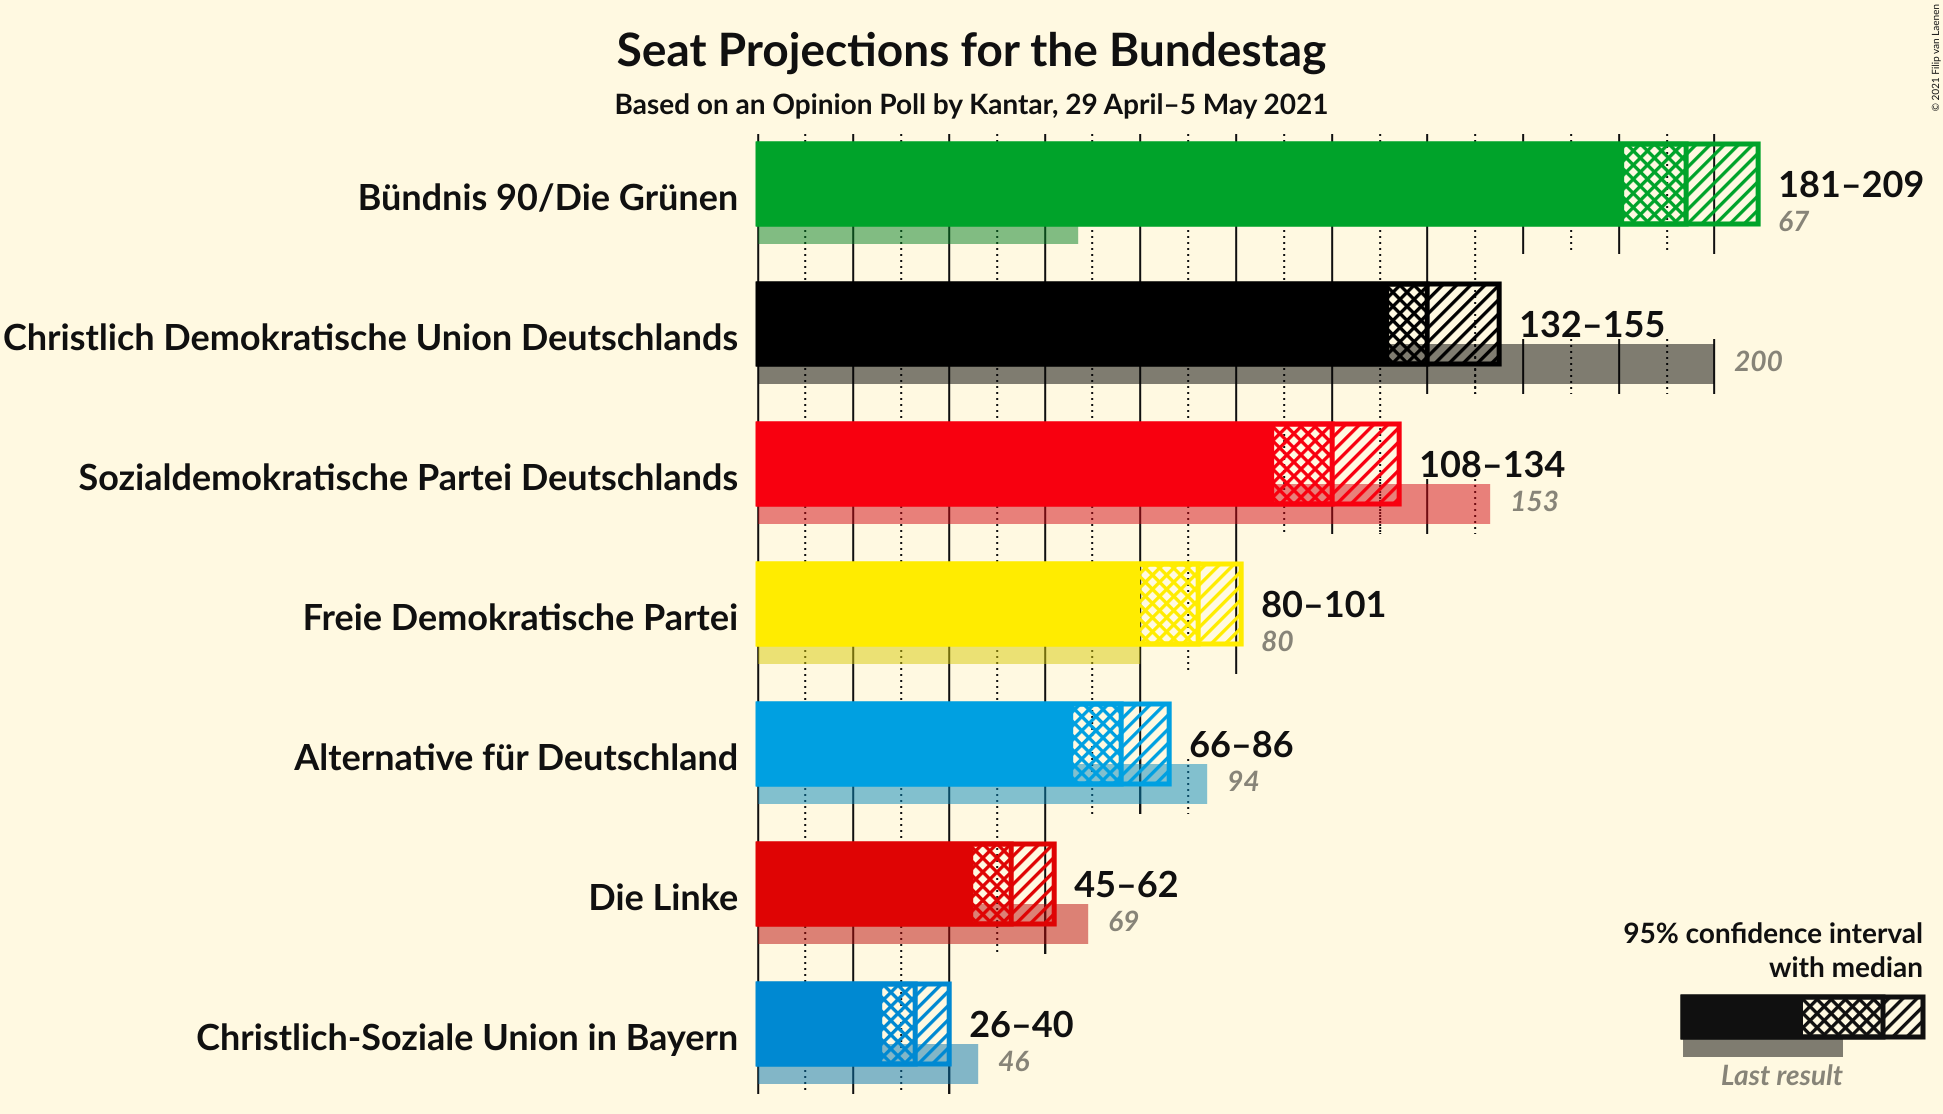 Seat Projections for the Bundestag
Based on an Opinion Poll by Kantar, 29 April–5 May 2021
© 2021 Filip van Laenen
Bündnis 90/Die Grünen
181–209
67
Christlich Demokratische Union Deutschlands
132–155
200
Sozialdemokratische Partei Deutschlands
108–134
153
Freie Demokratische Partei
80–101
80
Alternative für Deutschland
66–86
94
Die Linke
45–62
69
Christlich-Soziale Union in Bayern
26–40
46
95% confidence interval
with median
Last result